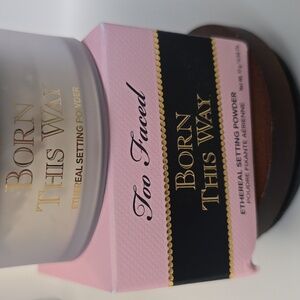 BORN
THIS WAY
ETHEREAL SETTING POWDER
Too Faced
BORN
THIS WAY
ETHEREAL SETTING POWDER
POUDRE FIXANTE AÉRIENNE